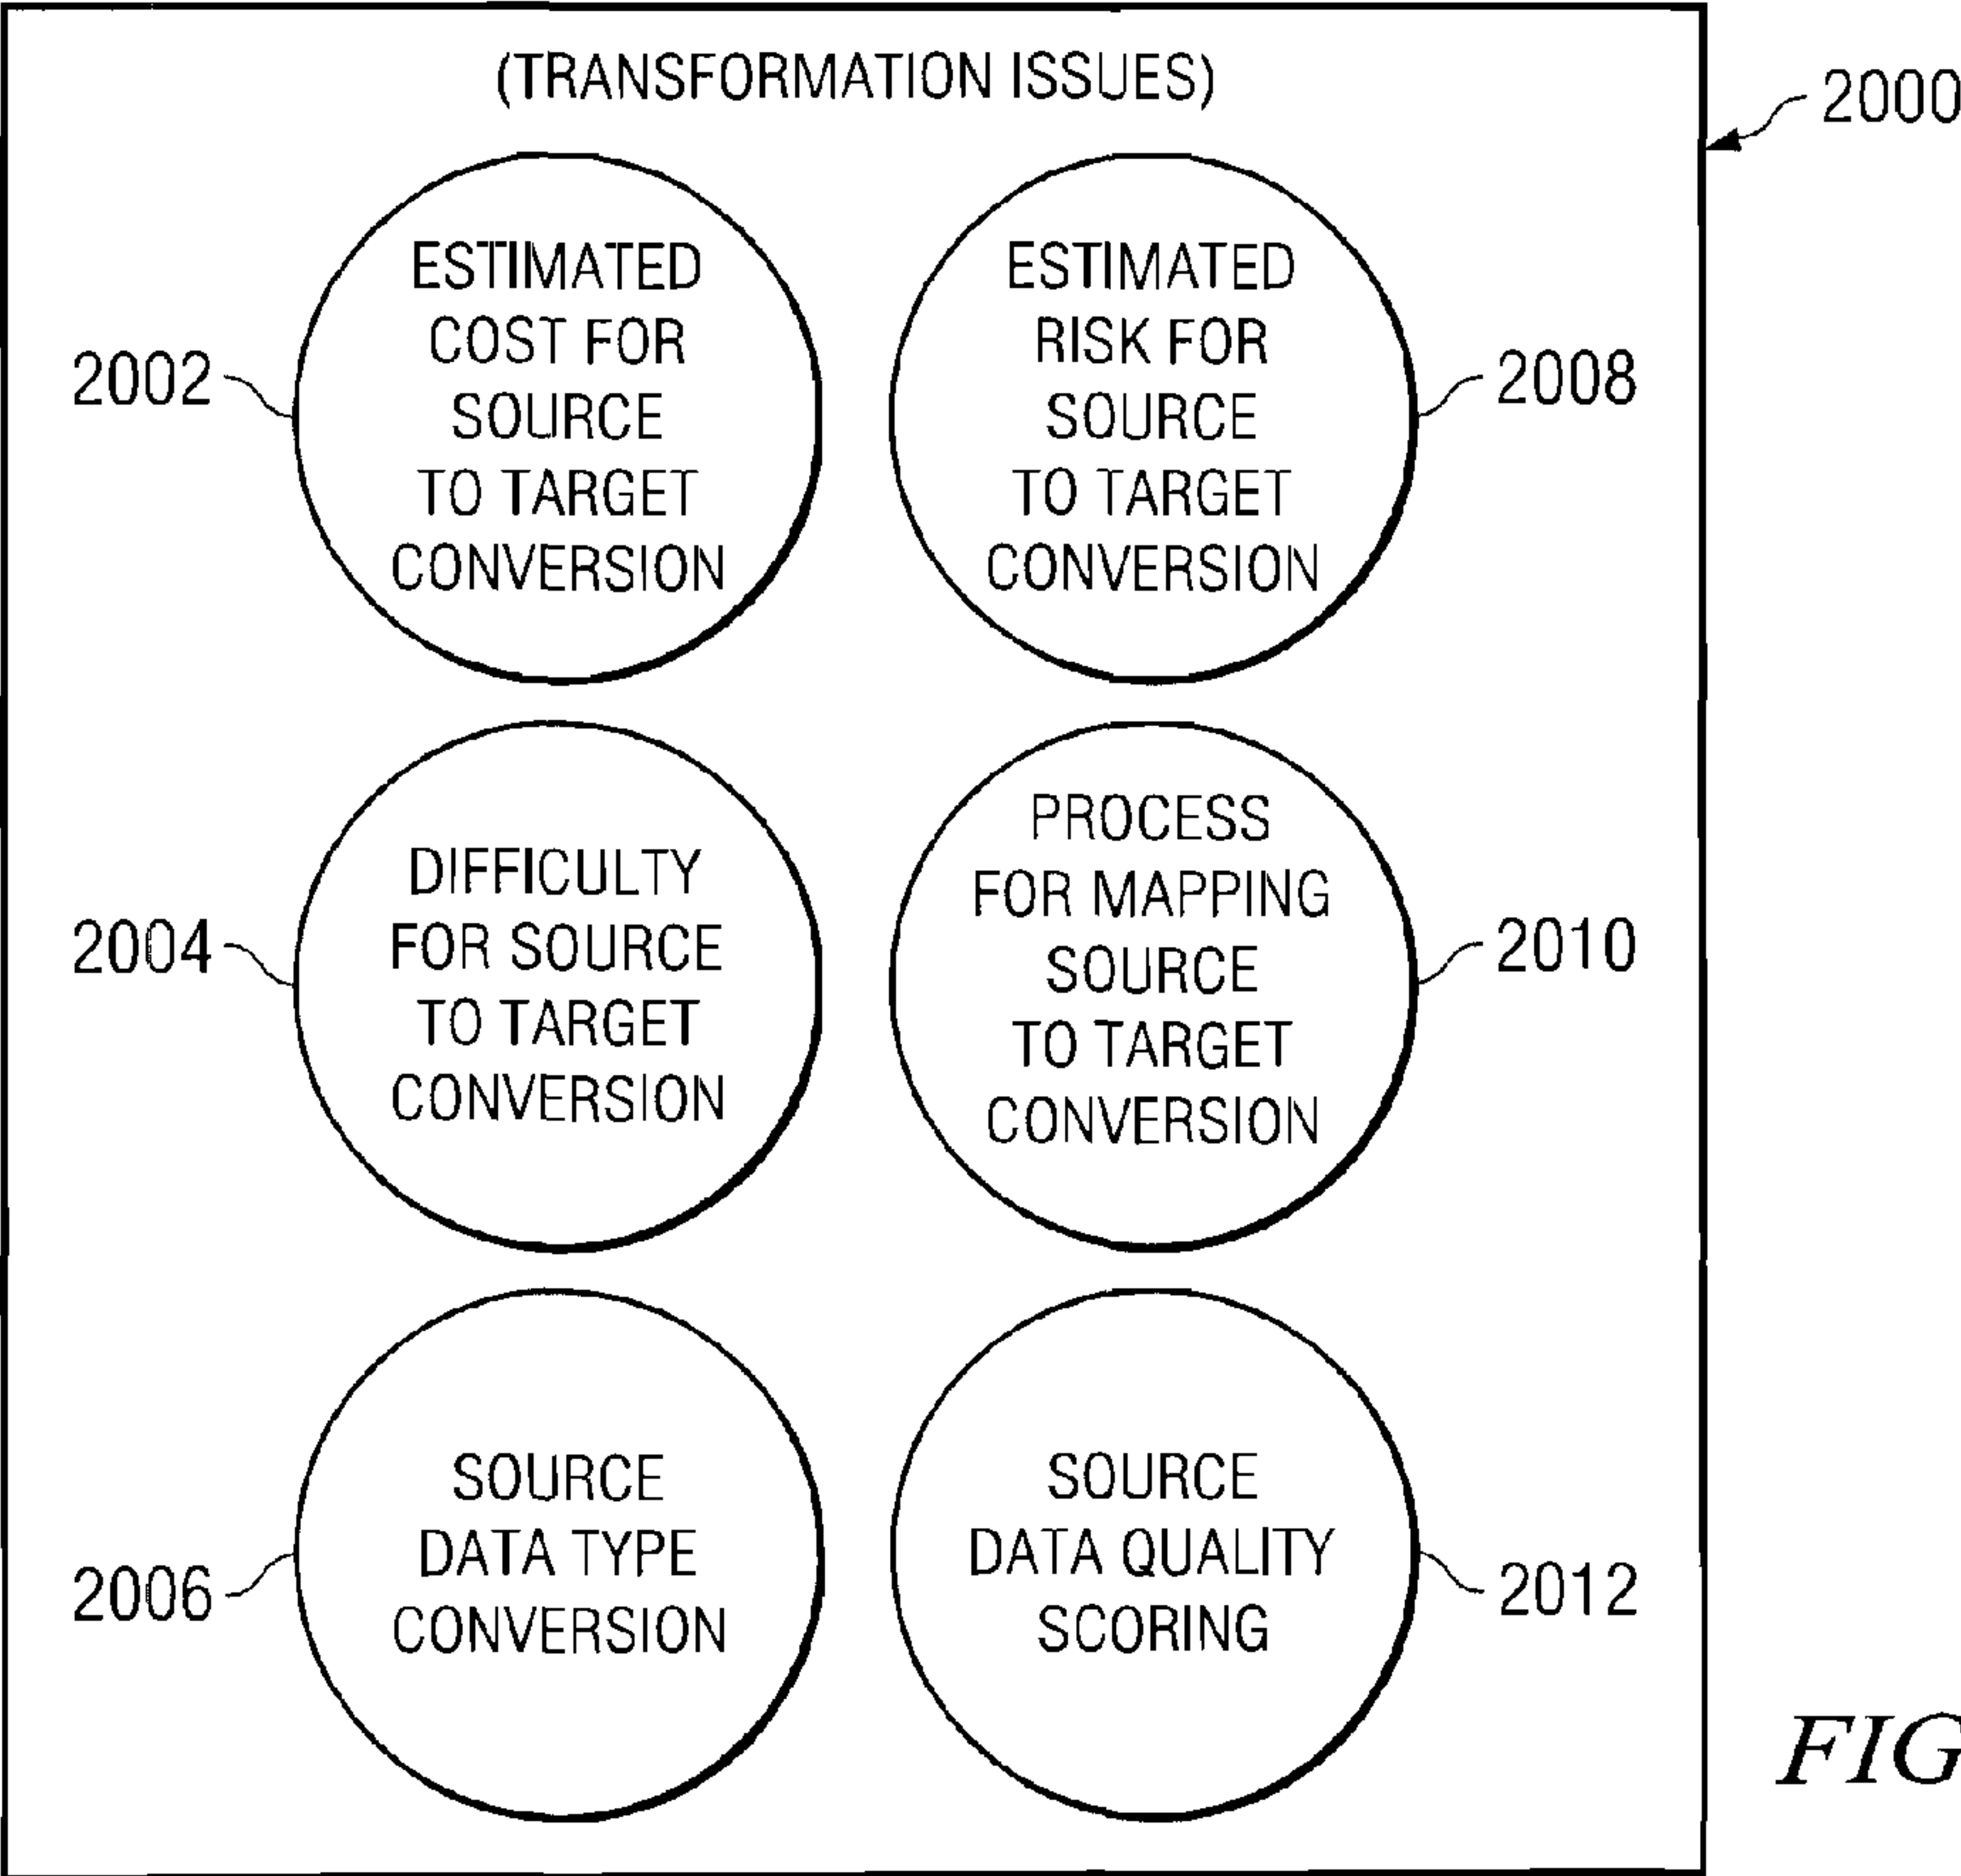 (TRANSFORMATION ISSUES)
2000
ESTIMATED
COST FOR
SOURCE
TO TARGET
CONVERSION
2002
ESTIMATED
RISK FOR
SOURCE
TO TARGET
CONVERSION
2008
DIFFICULTY
FOR SOURCE
TO TARGET
CONVERSION
2004
PROCESS
FOR MAPPING
SOURCE
TO TARGET
CONVERSION
2010
SOURCE
DATA TYPE
CONVERSION
2006
SOURCE
DATA QUALITY
SCORING
2012
FIG